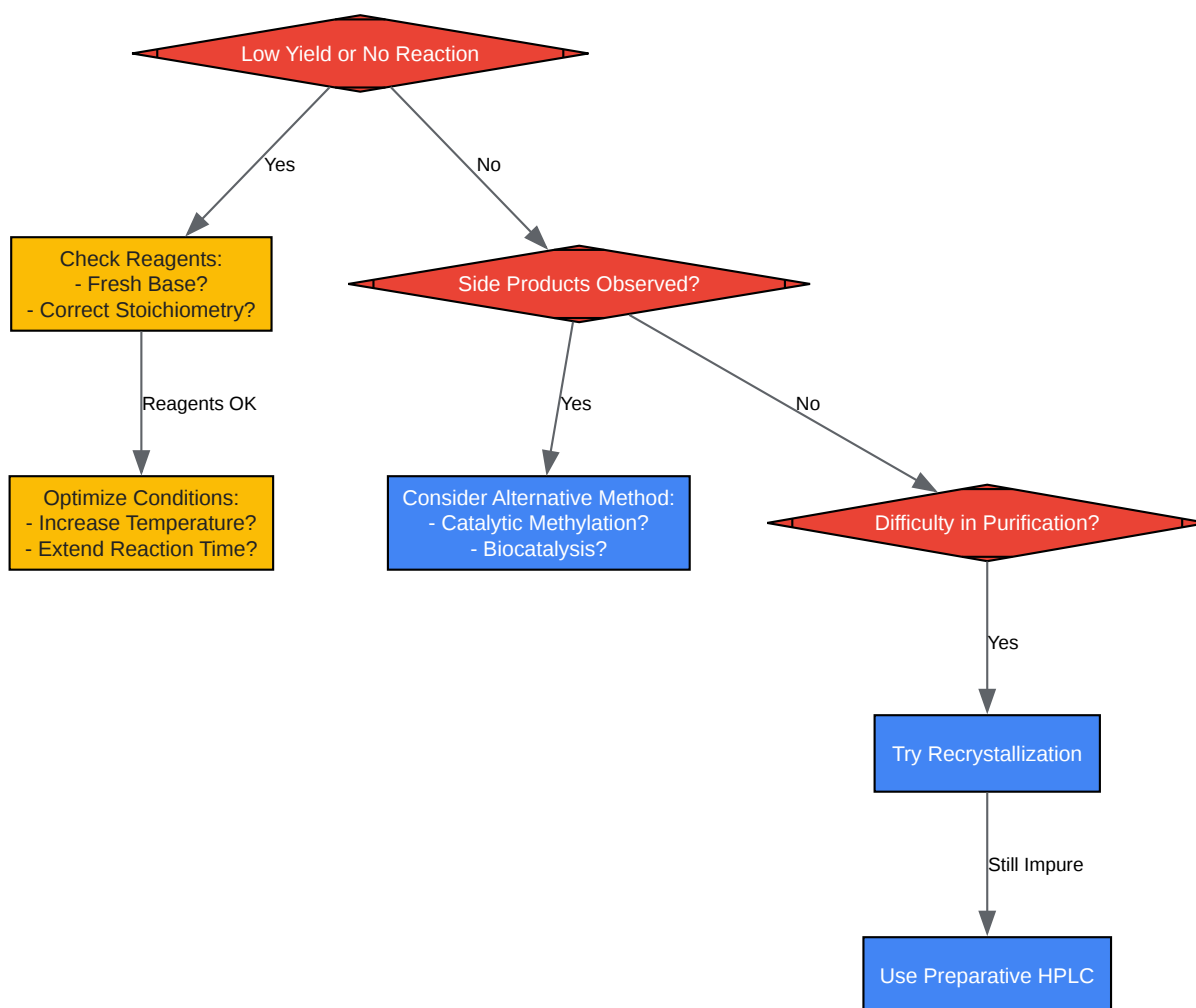 Low Yield or No Reaction
Yes
No
Check Reagents:
- Fresh Base?
- Correct Stoichiometry?
Side Products Observed?
Reagents OK
Yes
No
Optimize Conditions:
- Increase Temperature?
- Extend Reaction Time?
Consider Alternative Method:
- Catalytic Methylation?
- Biocatalysis?
Difficulty in Purification?
Yes
Try Recrystallization
Still Impure
Use Preparative HPLC